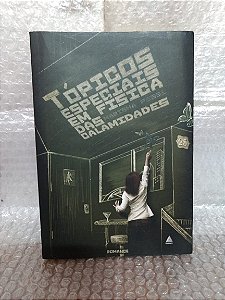 TÓPICOS
ESPECIAIS
EM FÍSICA
DAS
CALAMIDADES
ROMANCE